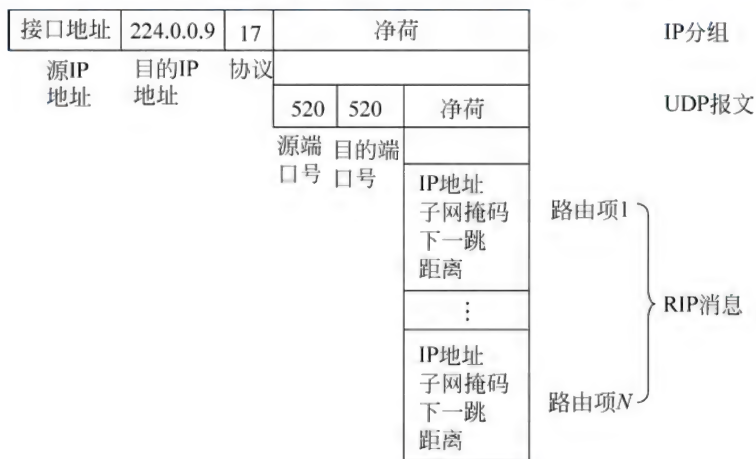 接口地址 224.0.0.9 17 净荷 IP分组
源IP 目的IP 协议
地址 地址
520 520 净荷 UDP报文
源端 目的端
口号 口号
IP地址
子网掩码 路由项1
下一跳
距离
⋮ RIP消息
IP地址
子网掩码
下一跳 路由项N
距离